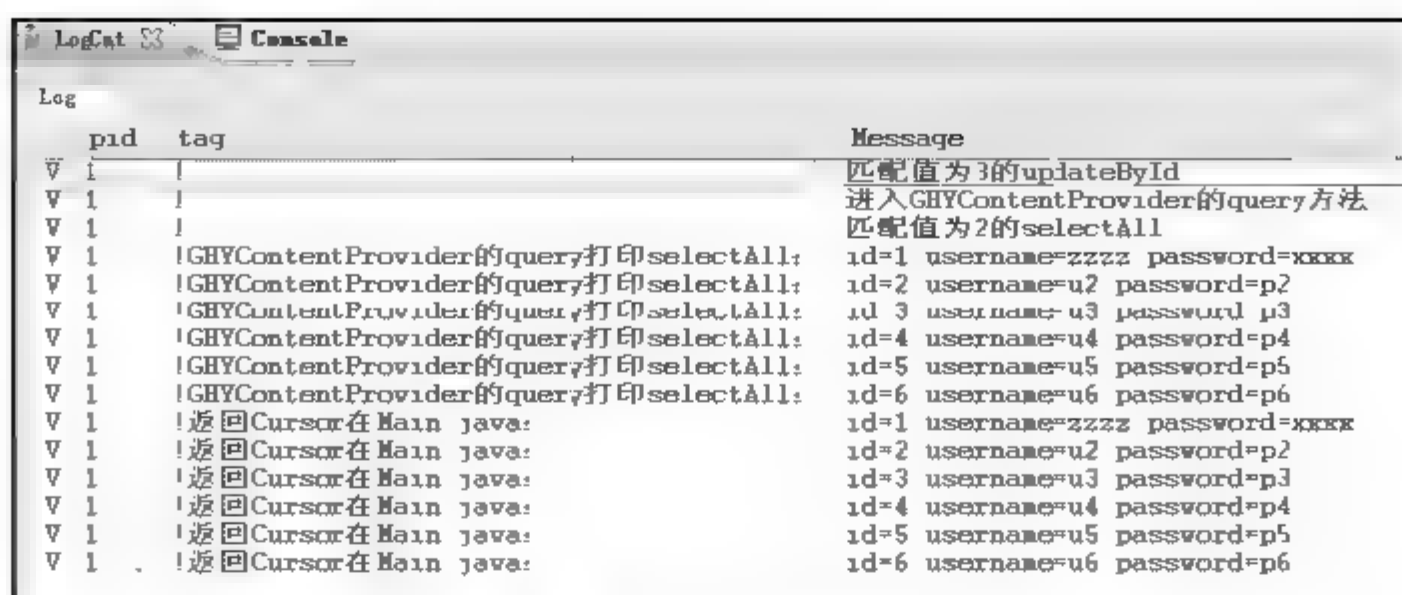 LogCat Console
Log
pid tag Message
V 1 ! 匹配值为3的updateById
V 1 ! 进入GHYContentProvider的query方法
V 1 ! 匹配值为2的selectAll
V 1 !GHYContentProvider的query打印selectAll: id=1 username=zzzz password=xxxx
V 1 !GHYContentProvider的query打印selectAll: id=2 username=u2 password=p2
V 1 !GHYContentProvider的query打印selectAll: id=3 username=u3 password=p3
V 1 !GHYContentProvider的query打印selectAll: id=4 username=u4 password=p4
V 1 !GHYContentProvider的query打印selectAll: id=5 username=u5 password=p5
V 1 !GHYContentProvider的query打印selectAll: id=6 username=u6 password=p6
V 1 !返回Cursor在Main java: id=1 username=zzzz password=xxxx
V 1 !返回Cursor在Main java: id=2 username=u2 password=p2
V 1 !返回Cursor在Main java: id=3 username=u3 password=p3
V 1 !返回Cursor在Main java: id=4 username=u4 password=p4
V 1 !返回Cursor在Main java: id=5 username=u5 password=p5
V 1 !返回Cursor在Main java: id=6 username=u6 password=p6